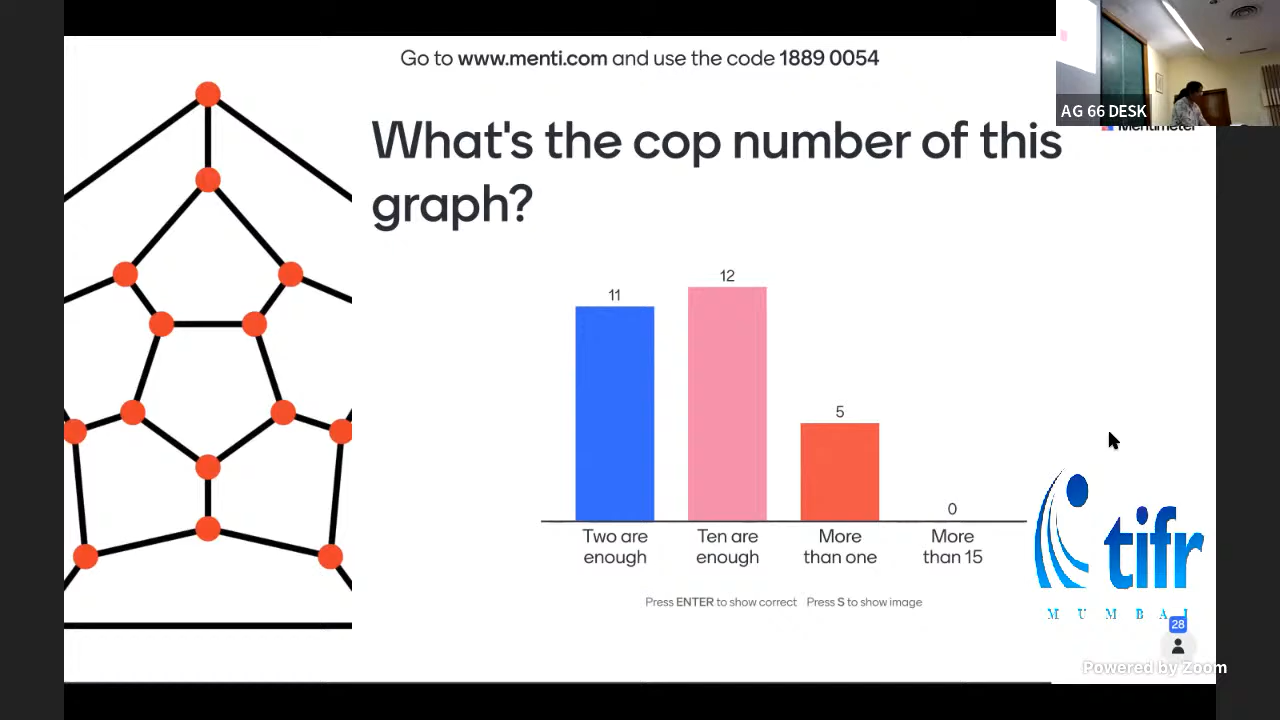 Go to www.menti.com and use the code 1889 0054
AG 66 DESK
Mentimeter
What's the cop number of this
graph?
11
12
5
0
Two are
enough
Ten are
enough
More
than one
More
than 15
Press ENTER to show correct Press S to show image
tifr
MUMBAI
28
Powered by Zoom